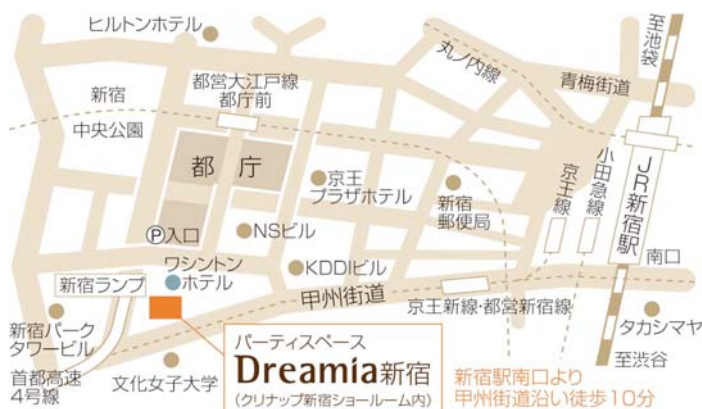 ヒルトンホテル
至池袋
丸ノ内線
青梅街道
都営大江戸線
都庁前
新宿
中央公園
小田急線
京王線
JR新宿駅
都 庁
京王
プラザホテル
新宿
郵便局
Ⓟ入口
NSビル
南口
ワシントン
ホテル
KDDIビル
新宿ランプ
甲州街道
京王新線・都営新宿線
タカシマヤ
新宿パーク
タワービル
パーティスペース
Dreamia新宿
(クリナップ新宿ショールーム内)
至渋谷
首都高速
4号線
文化女子大学
新宿駅南口より
甲州街道沿い徒歩10分